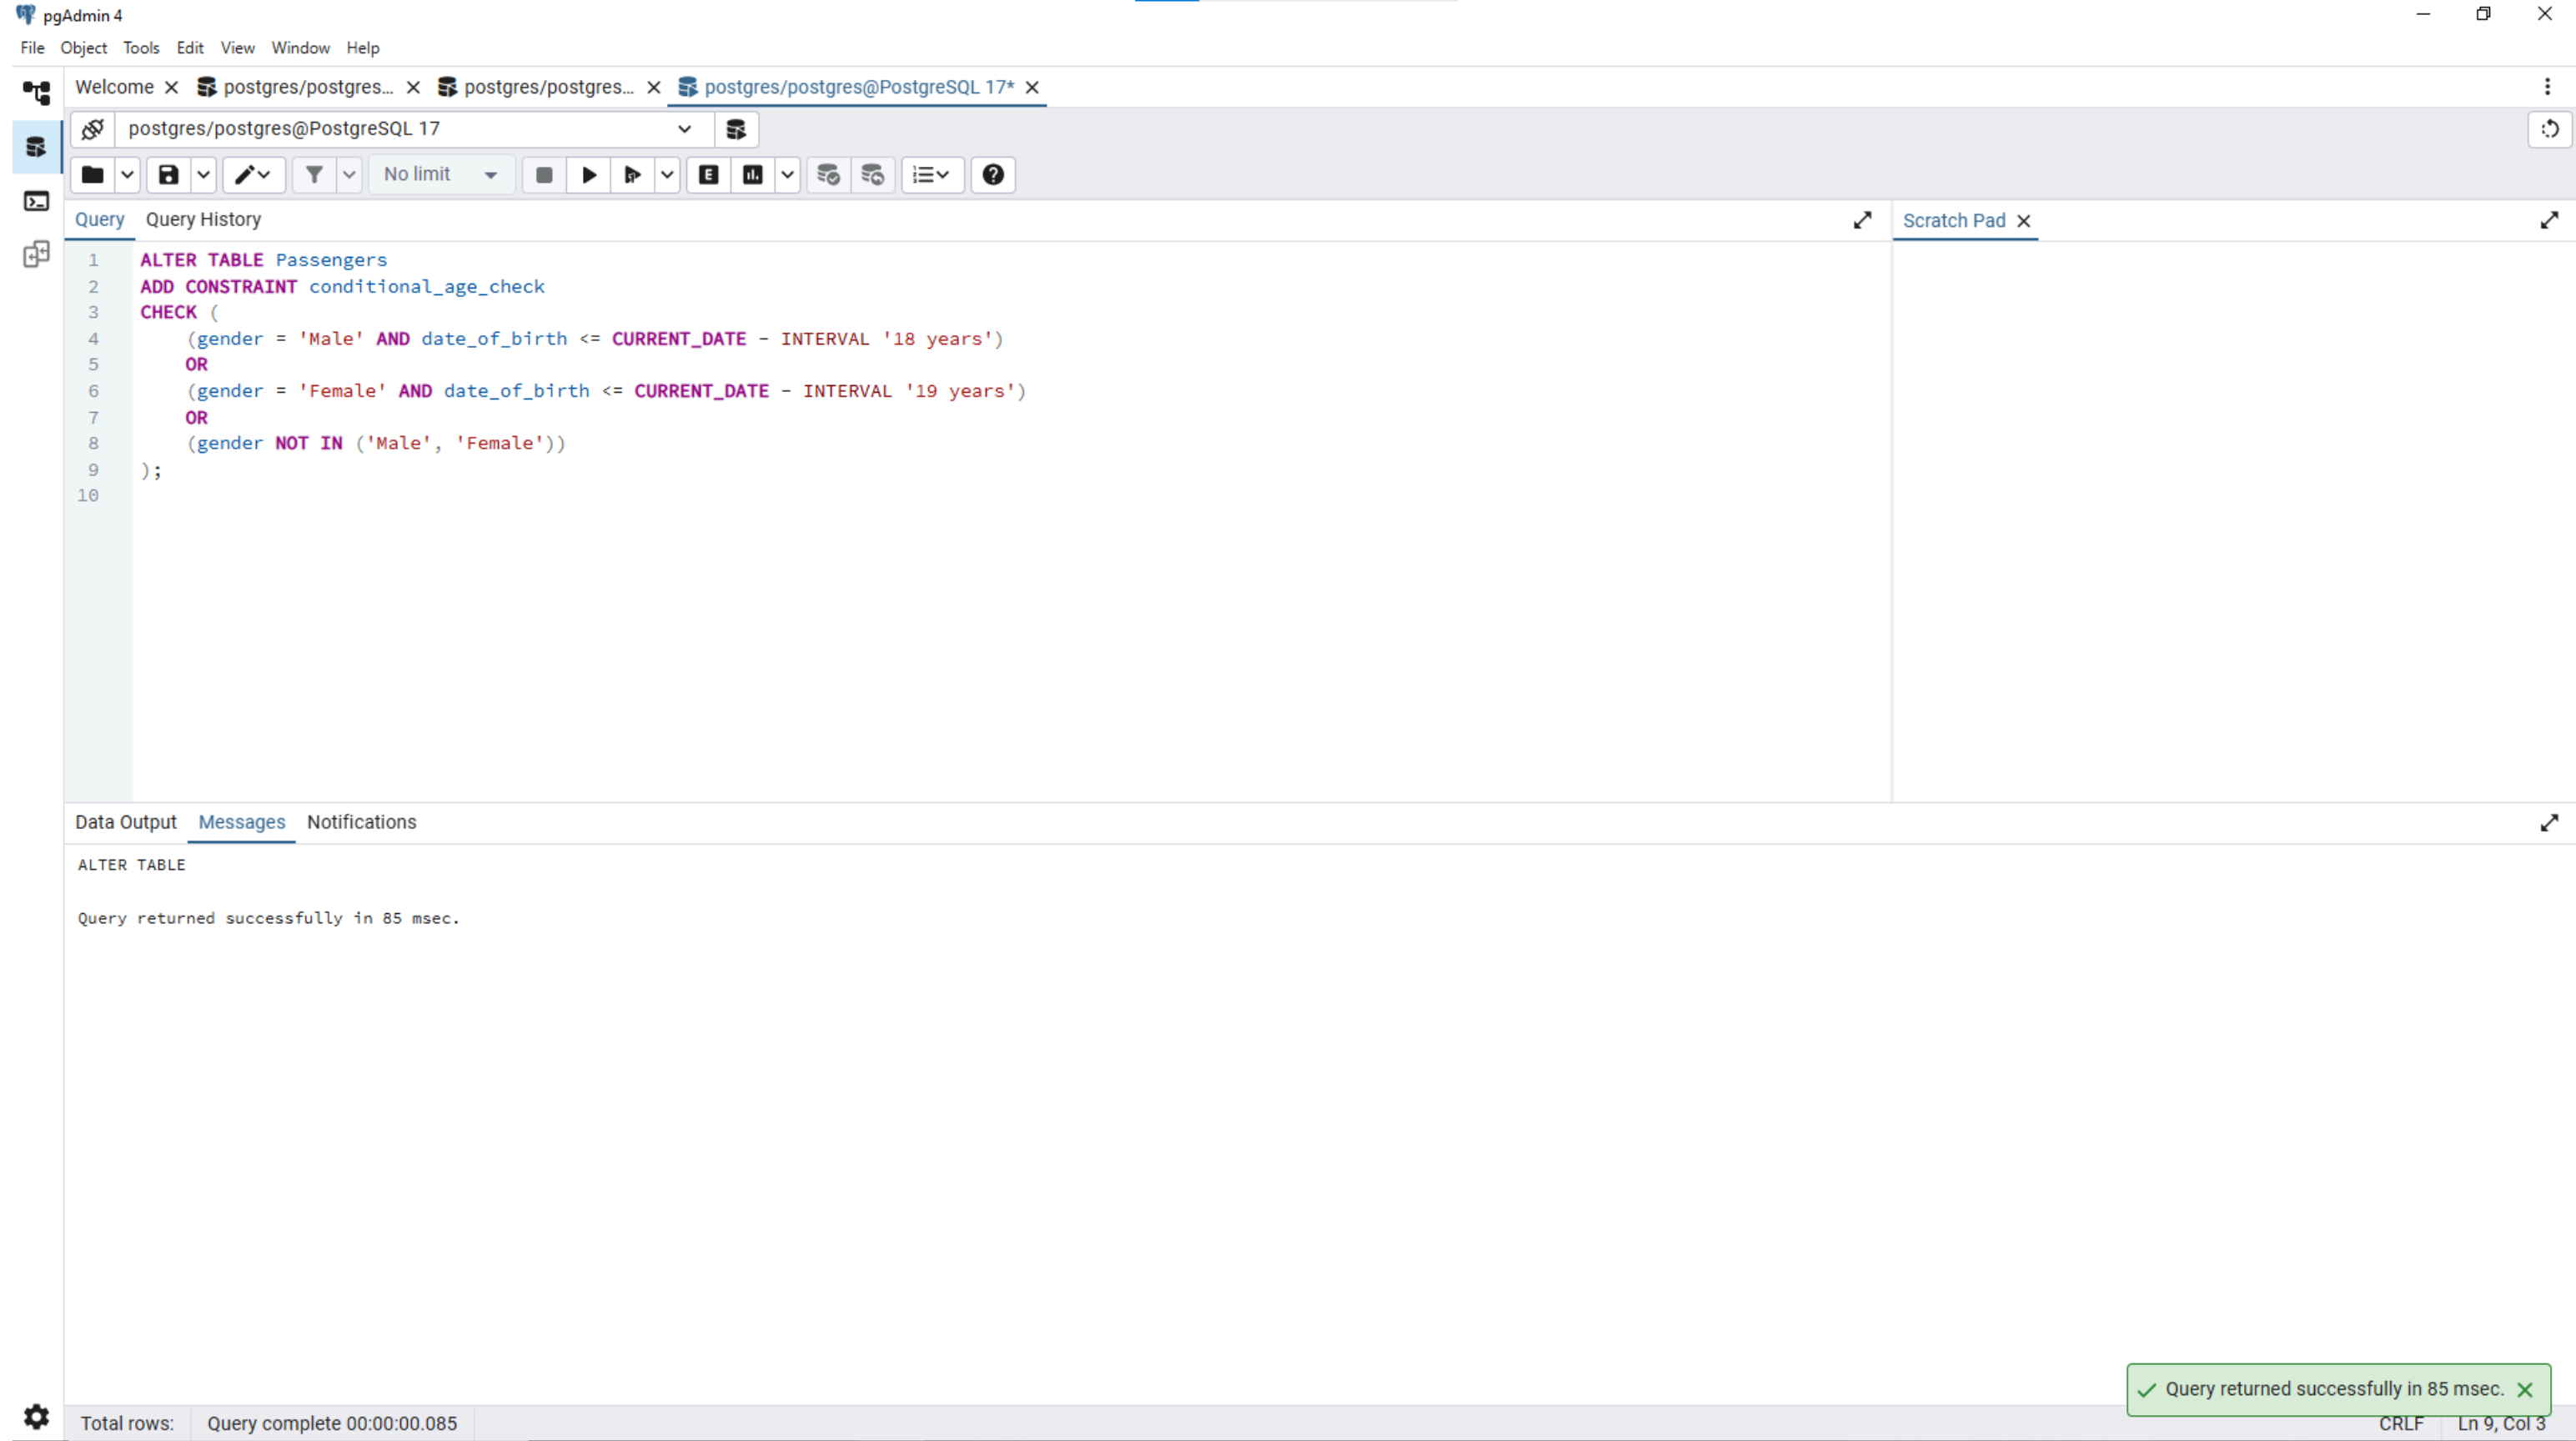 pgAdmin 4
File Object Tools Edit View Window Help
Welcome postgres/postgres... postgres/postgres... postgres/postgres@PostgreSQL 17*
postgres/postgres@PostgreSQL 17
No limit
Query Query History
Scratch Pad
1 ALTER TABLE Passengers
2 ADD CONSTRAINT conditional_age_check
3 CHECK (
4 (gender = 'Male' AND date_of_birth <= CURRENT_DATE - INTERVAL '18 years')
5 OR
6 (gender = 'Female' AND date_of_birth <= CURRENT_DATE - INTERVAL '19 years')
7 OR
8 (gender NOT IN ('Male', 'Female'))
9 );
10
Data Output Messages Notifications
ALTER TABLE
Query returned successfully in 85 msec.
Query returned successfully in 85 msec.
Total rows: Query complete 00:00:00.085 CRLF Ln 9, Col 3